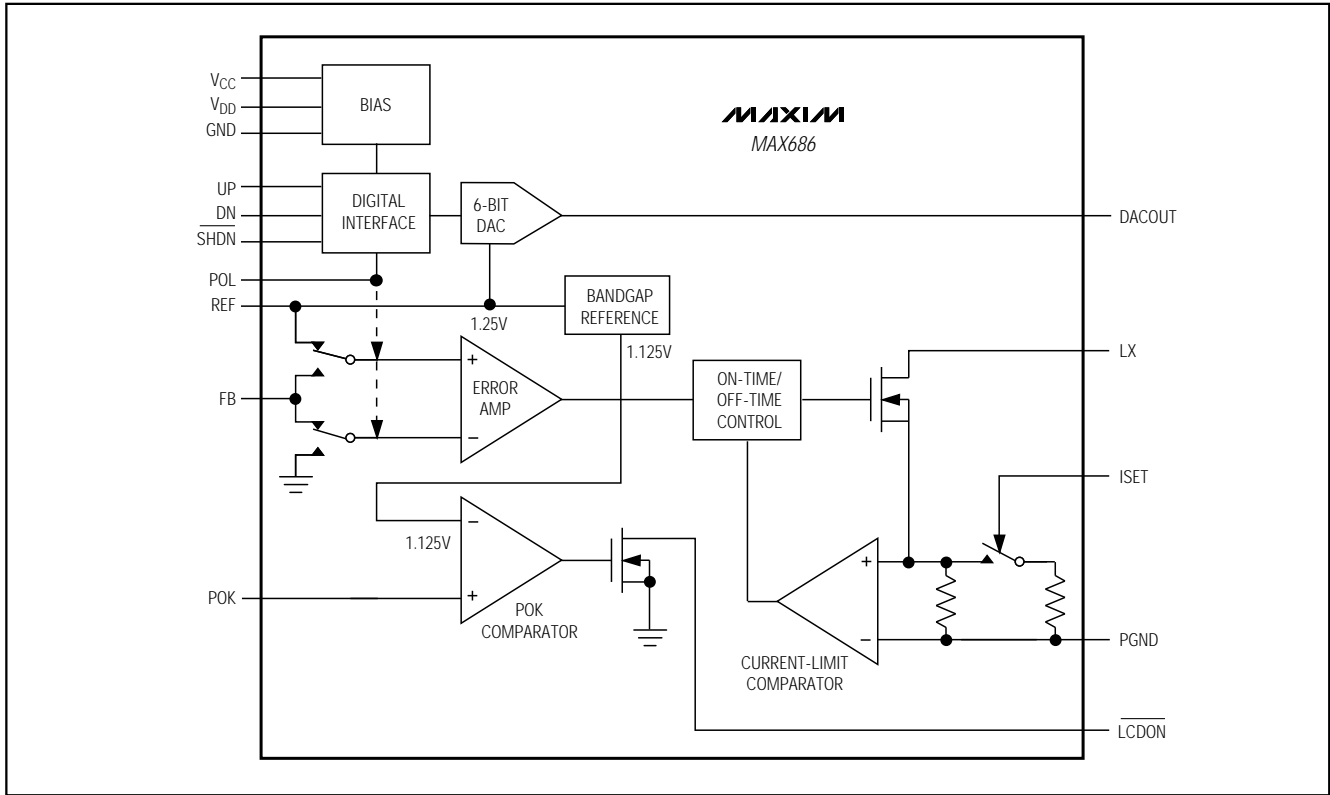 VCC
VDD
GND
BIAS
MAXIM
MAX686
UP
DN
SHDN
DIGITAL
INTERFACE
6-BIT
DAC
DACOUT
POL
REF
1.25V
BANDGAP
REFERENCE
1.125V
FB
+
ERROR
AMP
−
ON-TIME/
OFF-TIME
CONTROL
LX
ISET
−
1.125V
+
POK
POK
COMPARATOR
+
−
CURRENT-LIMIT
COMPARATOR
PGND
LCDON